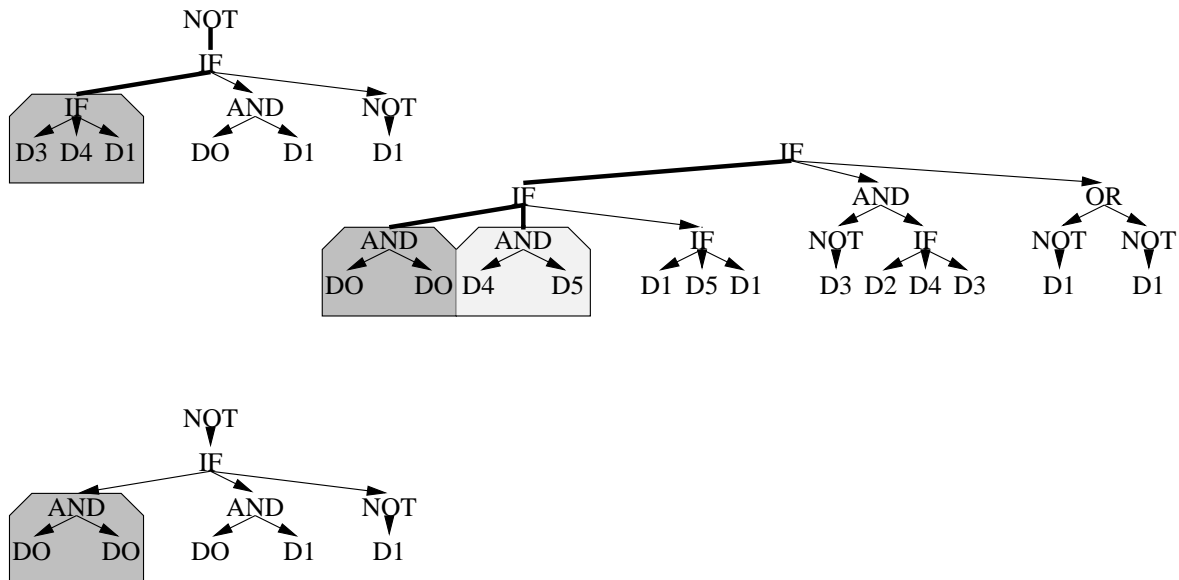 NOT
IF
IF AND NOT
D3 D4 D1 DO D1 D1
IF
IF AND OR
AND AND IF NOT IF NOT NOT
DO DO D4 D5 D1 D5 D1 D3 D2 D4 D3 D1 D1
NOT
IF
AND AND NOT
DO DO DO D1 D1